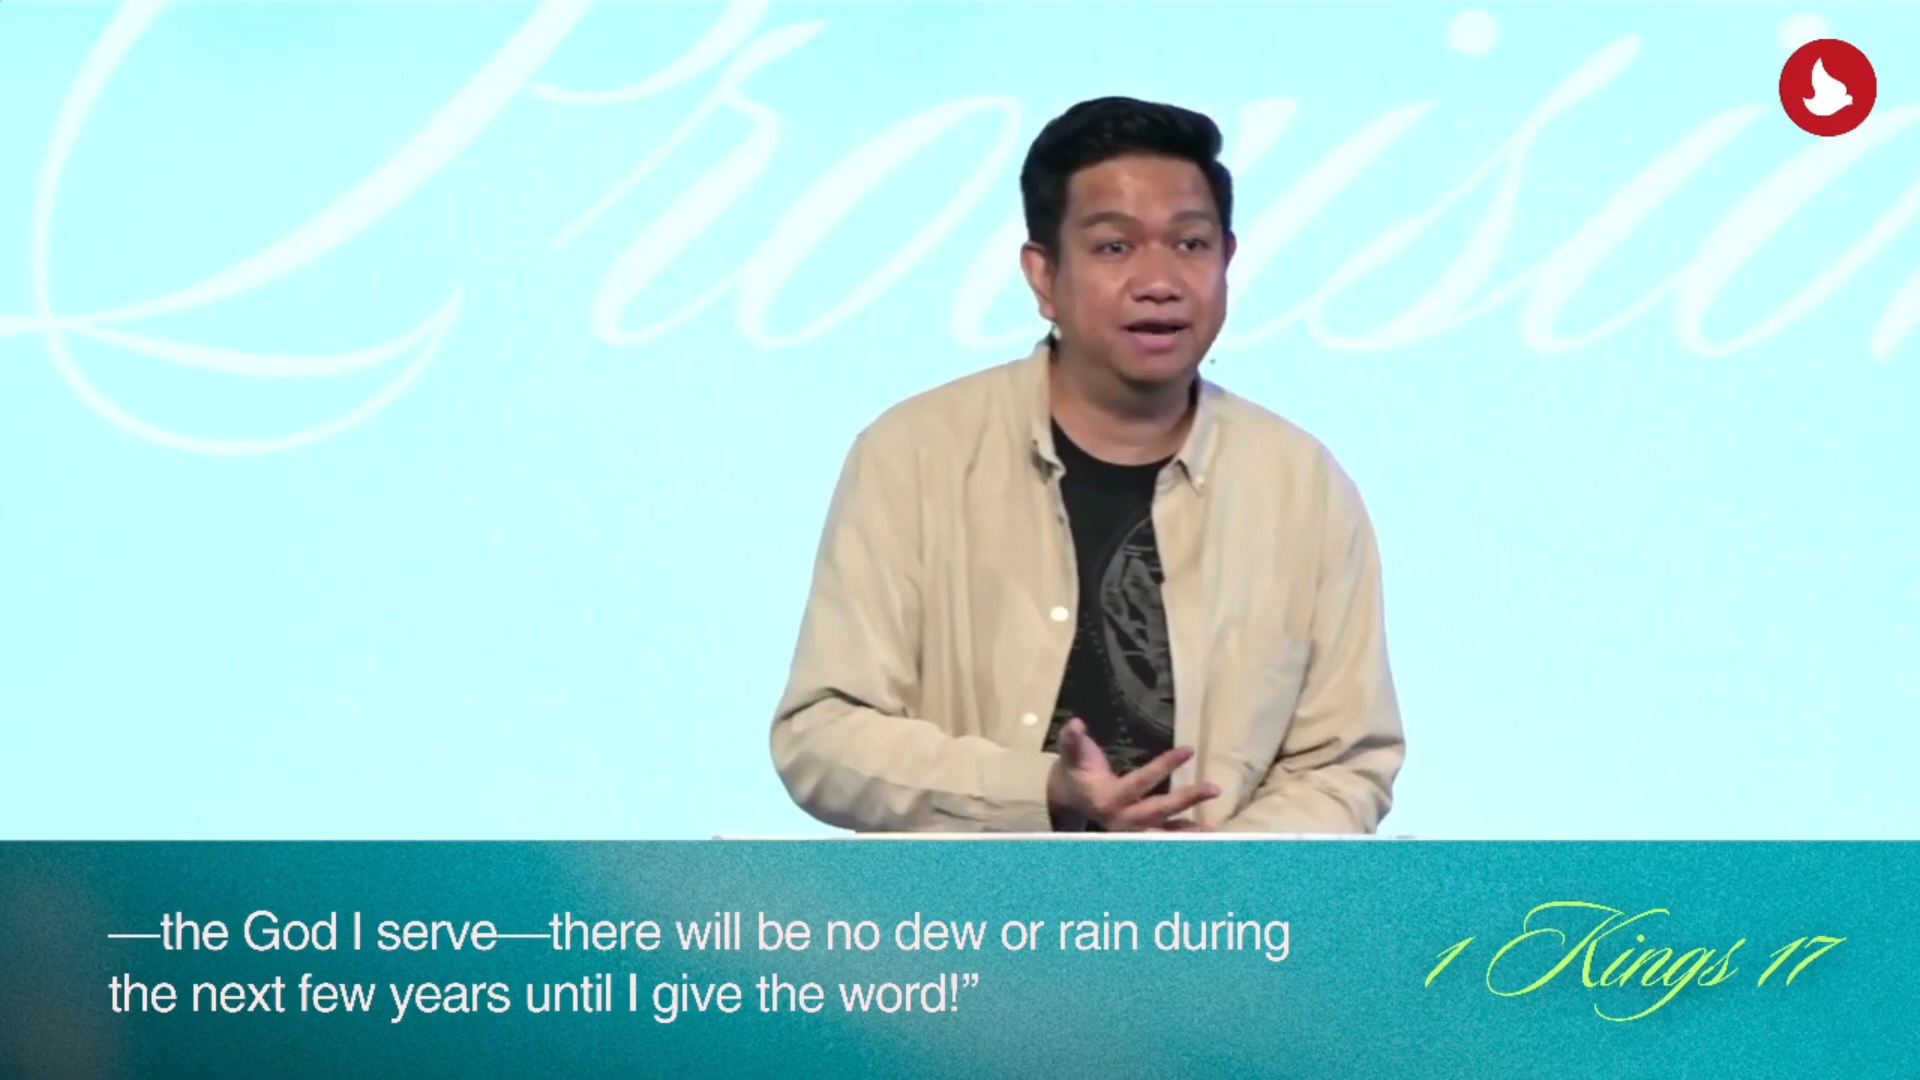 Provision
—the God I serve—there will be no dew or rain during
the next few years until I give the word!”
1 Kings 17